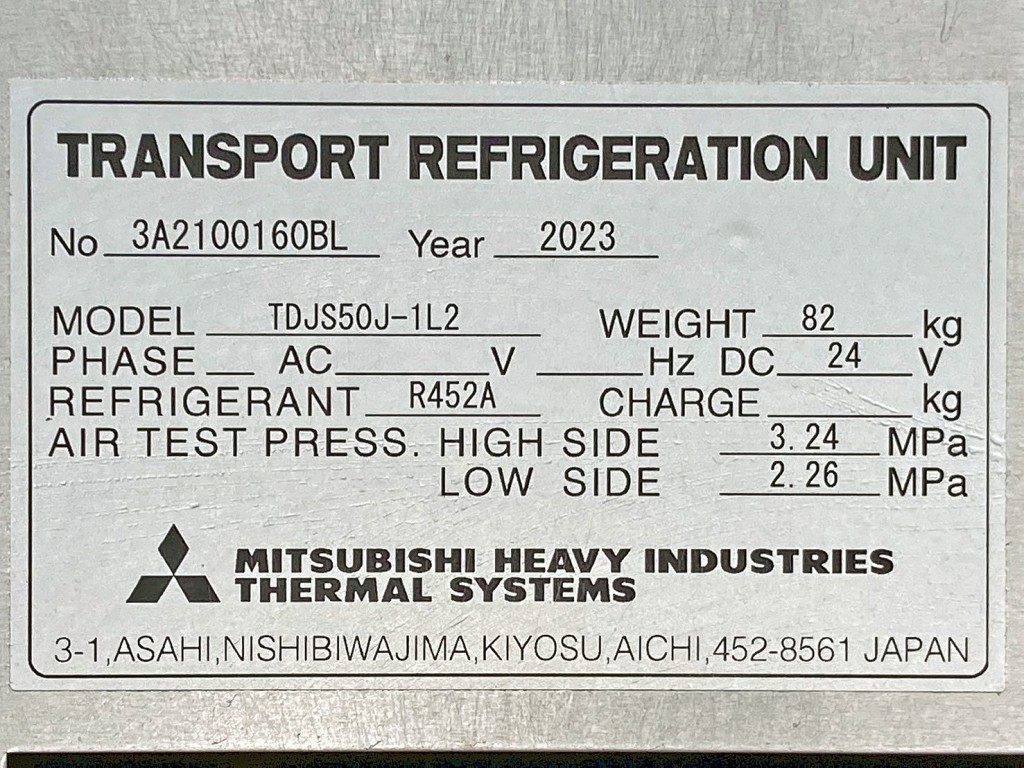 TRANSPORT REFRIGERATION UNIT
No 3A2100160BL Year 2023
MODEL TDJS50J-1L2 WEIGHT 82 kg
PHASE AC V Hz DC 24 V
REFRIGERANT R452A CHARGE kg
AIR TEST PRESS. HIGH SIDE 3.24 MPa
LOW SIDE 2.26 MPa
MITSUBISHI HEAVY INDUSTRIES
THERMAL SYSTEMS
3-1,ASAHI,NISHIBIWAJIMA,KIYOSU,AICHI,452-8561 JAPAN